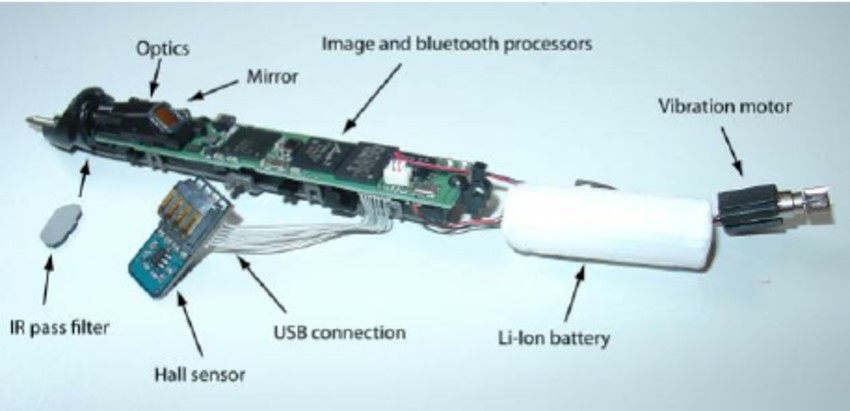 Optics
Image and bluetooth processors
Mirror
Vibration motor
IR pass filter
USB connection
Li-Ion battery
Hall sensor